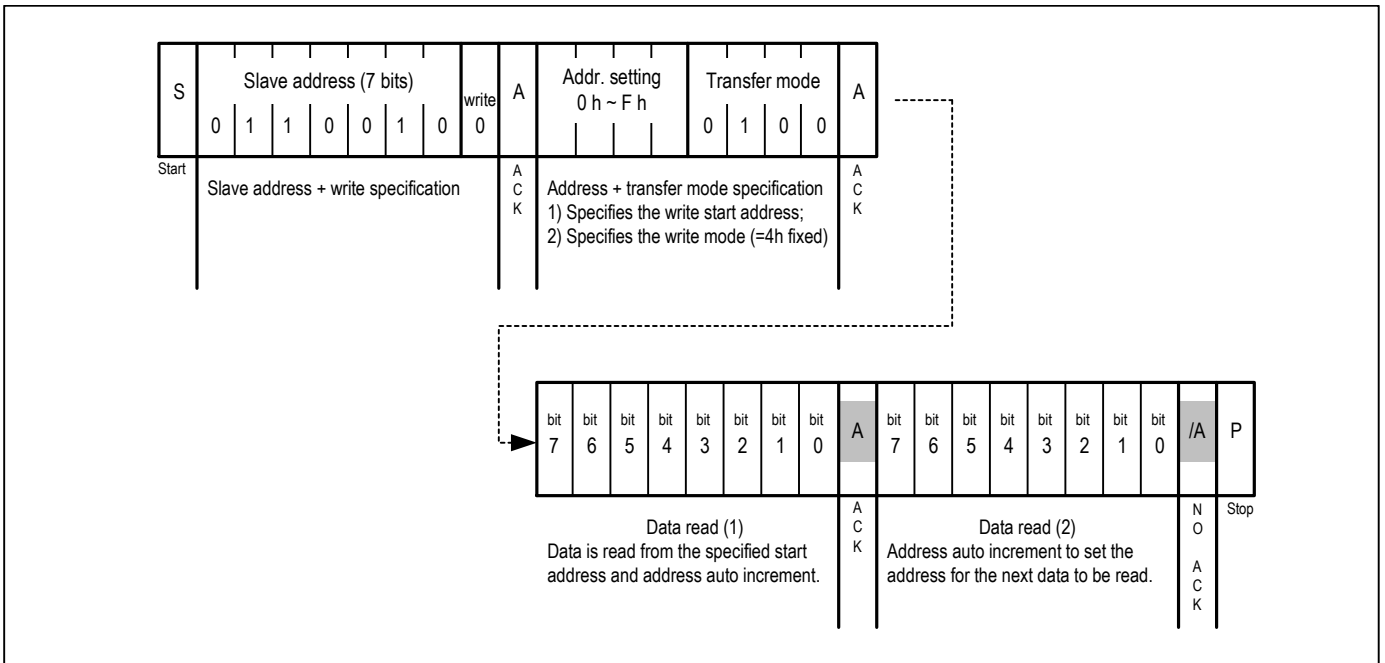 S
Slave address (7 bits)
write
A
Addr. setting
0 h ~ F h
Transfer mode
A
0 1 1 0 0 1 0 0
0 1 0 0
Start
Slave address + write specification
A
C
K
Address + transfer mode specification
1) Specifies the write start address;
2) Specifies the write mode (=4h fixed)
A
C
K
bit bit bit bit bit bit bit bit
7 6 5 4 3 2 1 0
A
bit bit bit bit bit bit bit bit
7 6 5 4 3 2 1 0
/A
P
Data read (1)
Data is read from the specified start
address and address auto increment.
A
C
K
Data read (2)
Address auto increment to set the
address for the next data to be read.
N
O
A
C
K
Stop